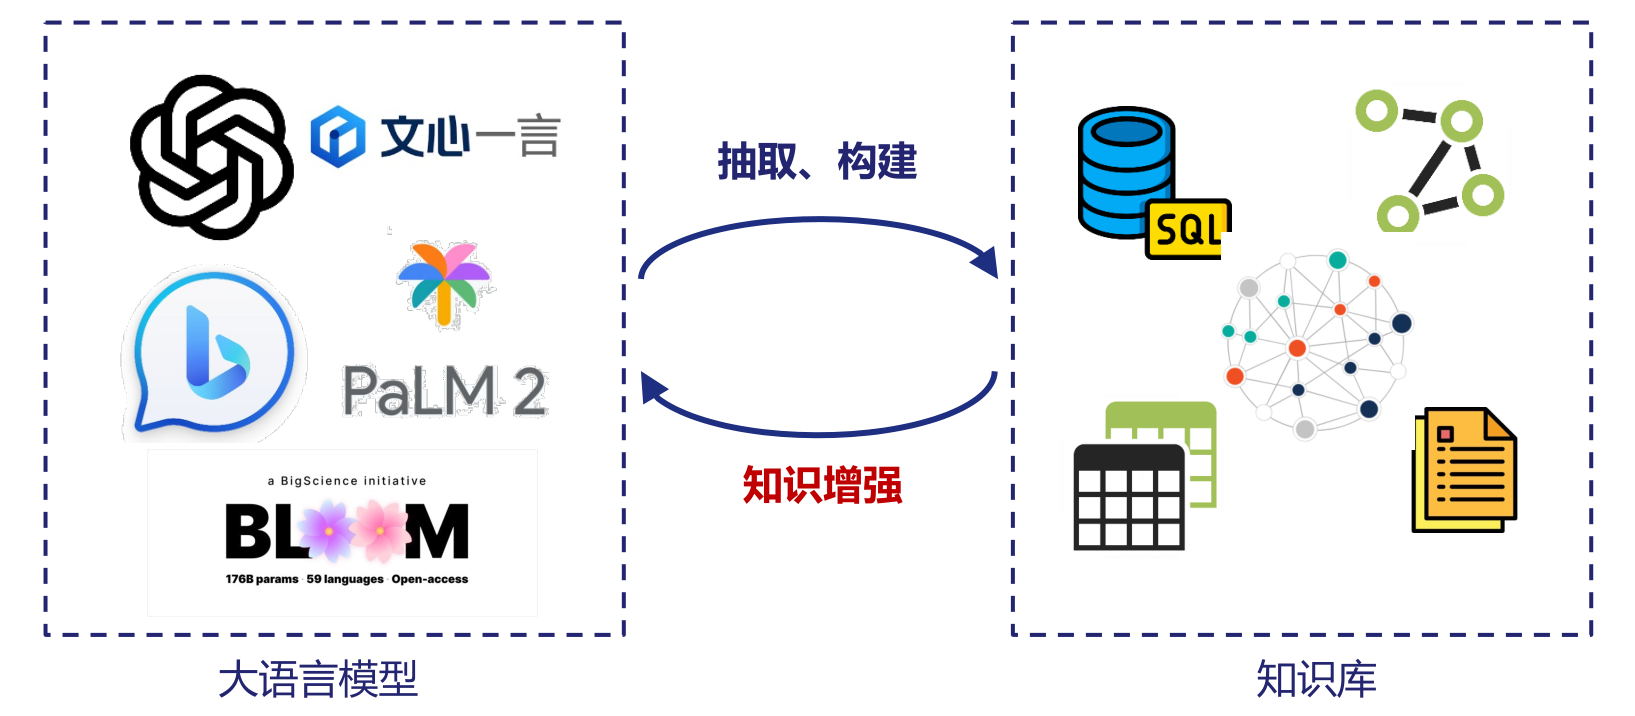 文心一言
PaLM 2
a BigScience initiative
BLOOM
176B params · 59 languages · Open-access
大语言模型
抽取、构建
知识增强
SQL
知识库